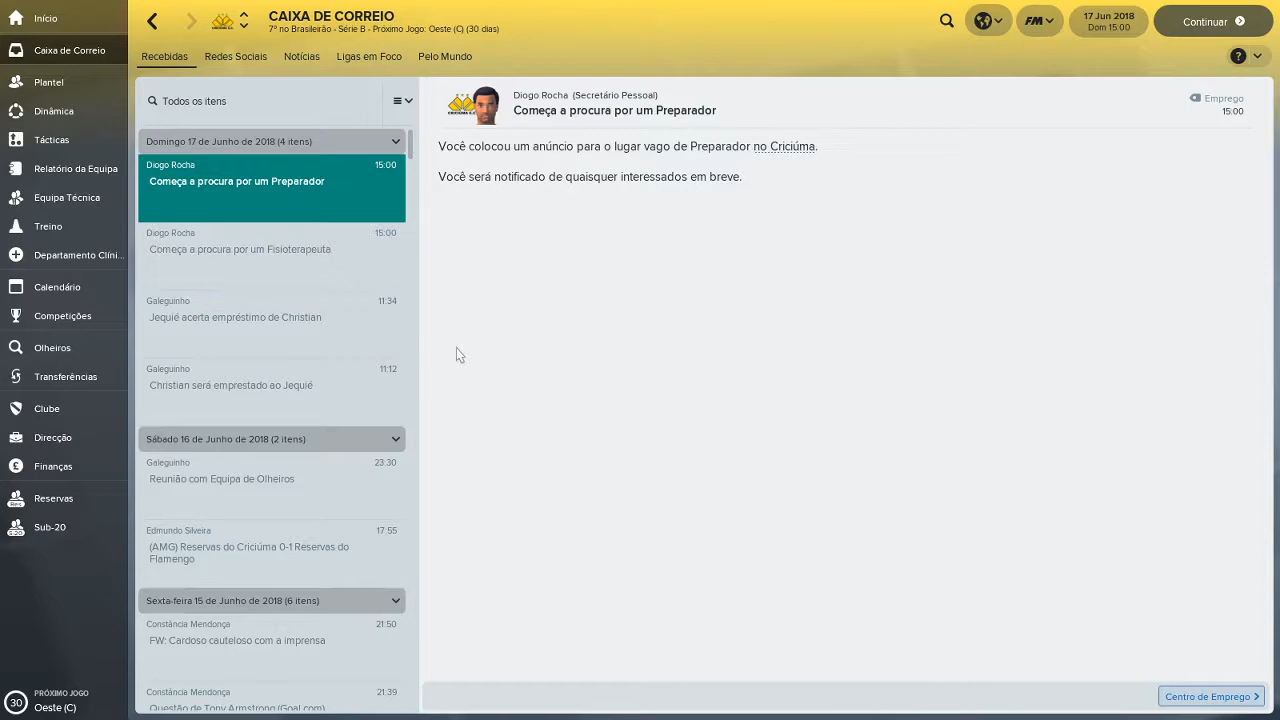 Início
Caixa de Correio
Plantel
Dinâmica
Tácticas
Relatório da Equipa
Equipa Técnica
Treino
Departamento Clíni...
Calendário
Competições
Olheiros
Transferências
Clube
Direcção
Finanças
Reservas
Sub-20
30
PRÓXIMO JOGO
Oeste (C)
CAIXA DE CORREIO
7º no Brasileirão - Série B - Próximo Jogo: Oeste (C) (30 dias)
FM
17 Jun 2018
Dom 15:00
Continuar
Recebidas
Redes Sociais
Notícias
Ligas em Foco
Pelo Mundo
?
Todos os itens
Domingo 17 de Junho de 2018 (4 itens)
Diogo Rocha 15:00
Começa a procura por um Preparador
Diogo Rocha 15:00
Começa a procura por um Fisioterapeuta
Galeguinho 11:34
Jequié acerta empréstimo de Christian
Galeguinho 11:12
Christian será emprestado ao Jequié
Sábado 16 de Junho de 2018 (2 itens)
Galeguinho 23:30
Reunião com Equipa de Olheiros
Edmundo Silveira 17:55
(AMG) Reservas do Criciúma 0-1 Reservas do
Flamengo
Sexta-feira 15 de Junho de 2018 (6 itens)
Constância Mendonça 21:50
FW: Cardoso cauteloso com a imprensa
Constância Mendonça 21:39
Questão de Tony Armstrong (Goal.com)
Diogo Rocha (Secretário Pessoal)
Começa a procura por um Preparador
Emprego
15:00
Você colocou um anúncio para o lugar vago de Preparador no Criciúma.
Você será notificado de quaisquer interessados em breve.
Centro de Emprego